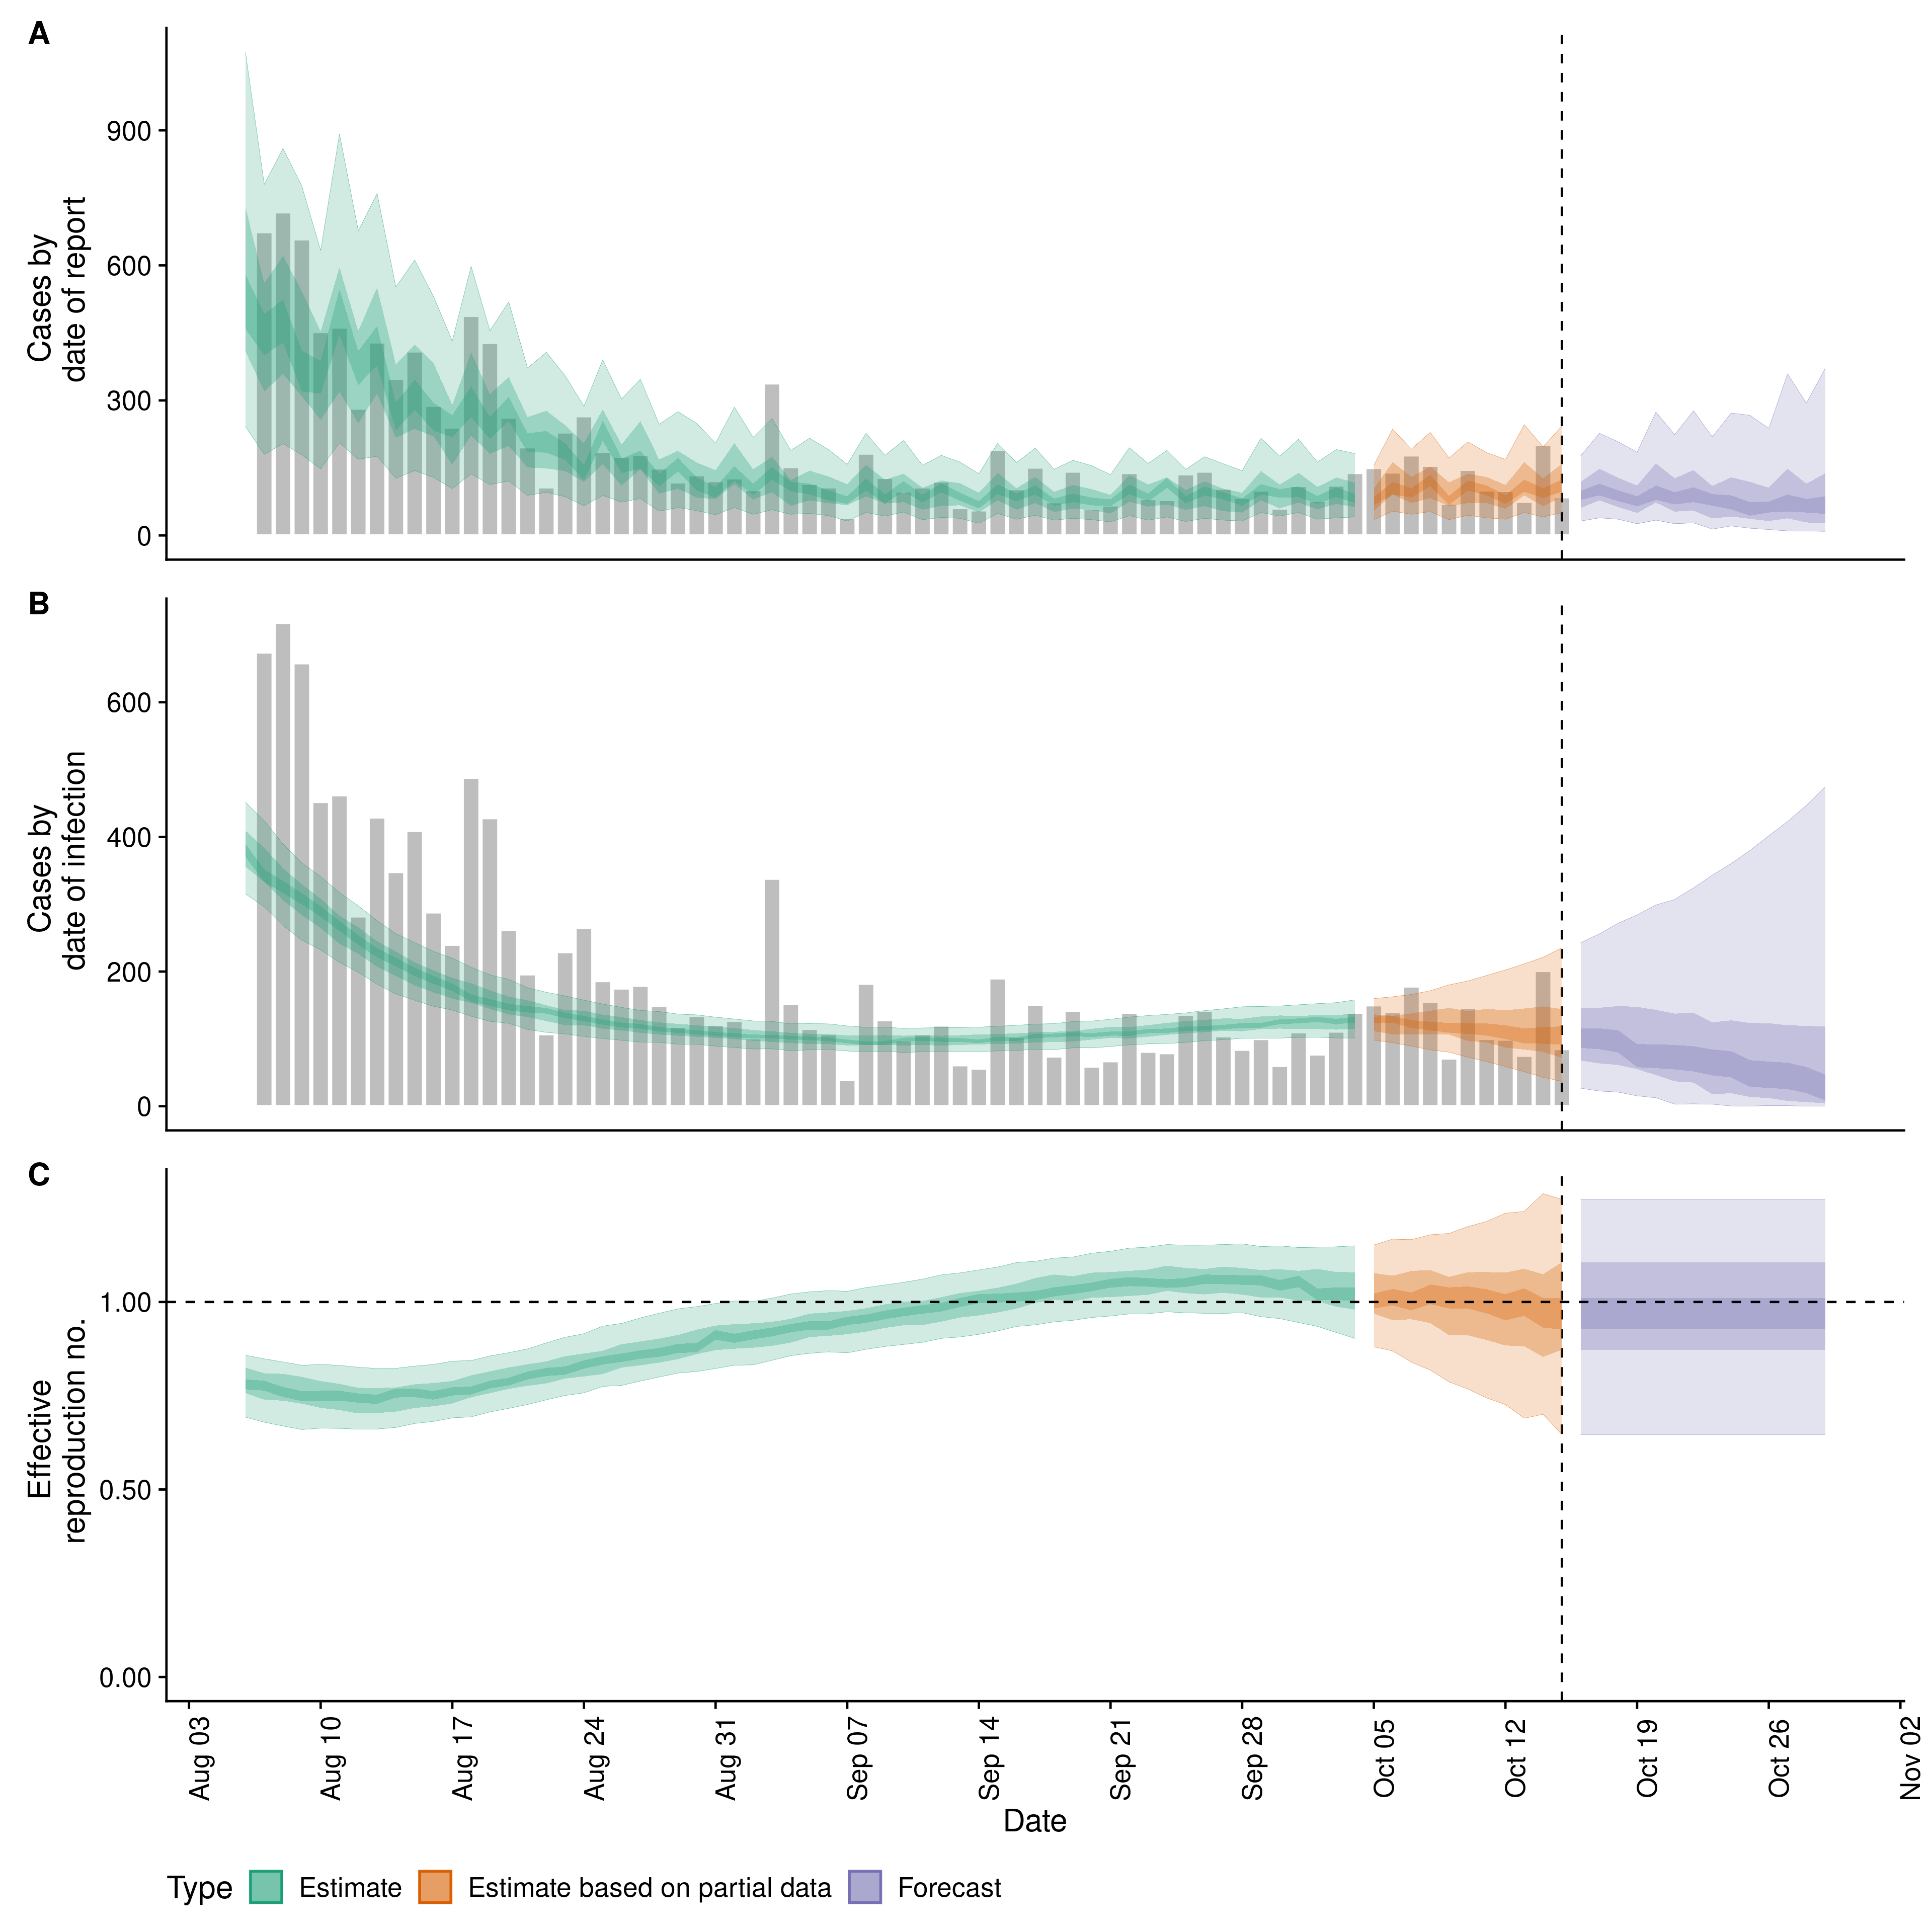 A
900
600
300
0
Cases by
date of report
B
600
400
200
0
Cases by
date of infection
C
1.00
0.50
0.00
Effective
reproduction no.
Aug 03
Aug 10
Aug 17
Aug 24
Aug 31
Sep 07
Sep 14
Sep 21
Sep 28
Oct 05
Oct 12
Oct 19
Oct 26
Nov 02
Date
Type Estimate Estimate based on partial data Forecast